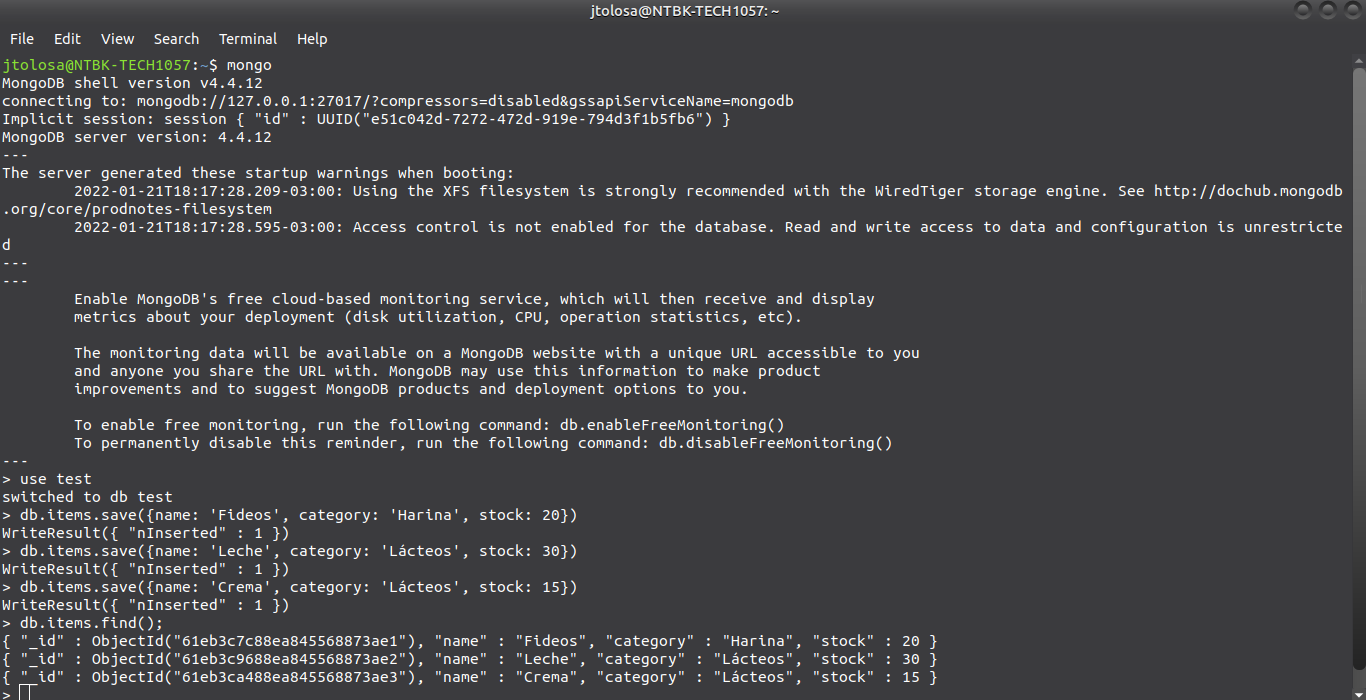 jtolosa@NTBK-TECH1057: ~
File Edit View Search Terminal Help
jtolosa@NTBK-TECH1057:~$ mongo
MongoDB shell version v4.4.12
connecting to: mongodb://127.0.0.1:27017/?compressors=disabled&gssapiServiceName=mongodb
Implicit session: session { "id" : UUID("e51c042d-7272-472d-919e-794d3f1b5fb6") }
MongoDB server version: 4.4.12
---
The server generated these startup warnings when booting:
        2022-01-21T18:17:28.209-03:00: Using the XFS filesystem is strongly recommended with the WiredTiger storage engine. See http://dochub.mongodb
.org/core/prodnotes-filesystem
        2022-01-21T18:17:28.595-03:00: Access control is not enabled for the database. Read and write access to data and configuration is unrestricte
d
---
---
        Enable MongoDB's free cloud-based monitoring service, which will then receive and display
        metrics about your deployment (disk utilization, CPU, operation statistics, etc).

        The monitoring data will be available on a MongoDB website with a unique URL accessible to you
        and anyone you share the URL with. MongoDB may use this information to make product
        improvements and to suggest MongoDB products and deployment options to you.

        To enable free monitoring, run the following command: db.enableFreeMonitoring()
        To permanently disable this reminder, run the following command: db.disableFreeMonitoring()
---
> use test
switched to db test
> db.items.save({name: 'Fideos', category: 'Harina', stock: 20})
WriteResult({ "nInserted" : 1 })
> db.items.save({name: 'Leche', category: 'Lácteos', stock: 30})
WriteResult({ "nInserted" : 1 })
> db.items.save({name: 'Crema', category: 'Lácteos', stock: 15})
WriteResult({ "nInserted" : 1 })
> db.items.find();
{ "_id" : ObjectId("61eb3c7c88ea845568873ae1"), "name" : "Fideos", "category" : "Harina", "stock" : 20 }
{ "_id" : ObjectId("61eb3c9688ea845568873ae2"), "name" : "Leche", "category" : "Lácteos", "stock" : 30 }
{ "_id" : ObjectId("61eb3ca488ea845568873ae3"), "name" : "Crema", "category" : "Lácteos", "stock" : 15 }
>